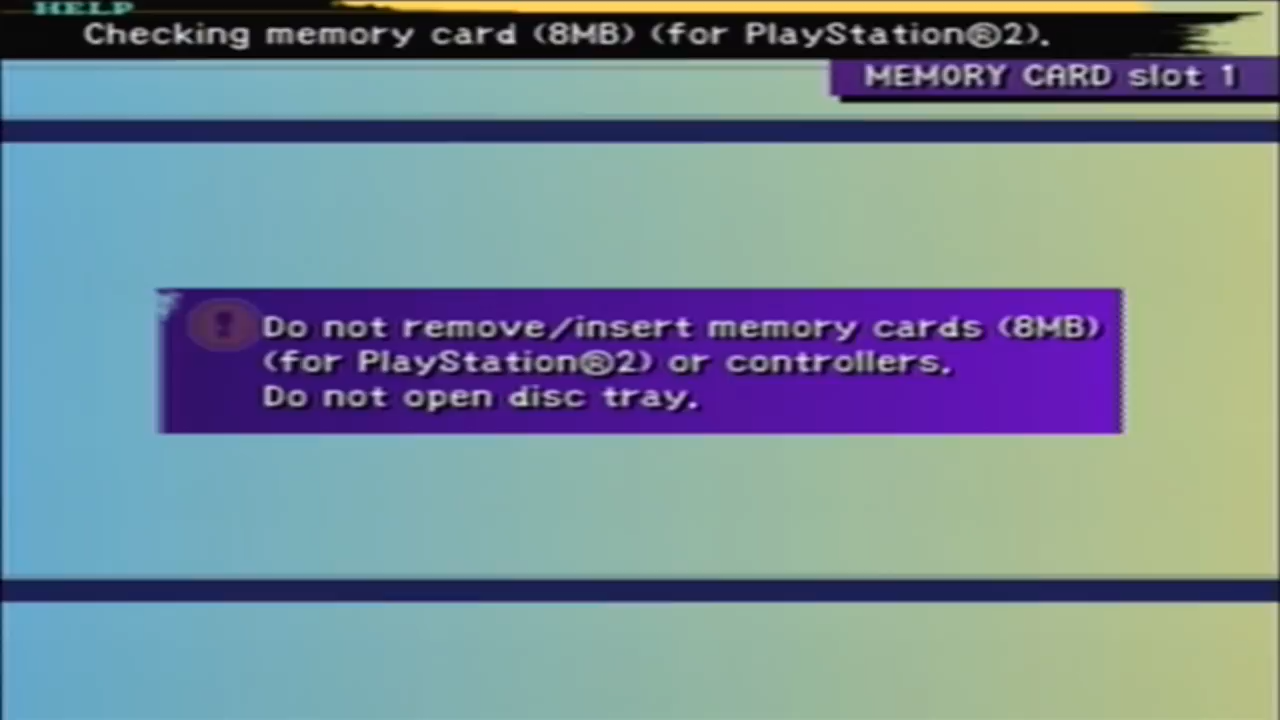 HELP
Checking memory card (8MB) (for PlayStation®2).
MEMORY CARD slot 1
Do not remove/insert memory cards (8MB)
(for PlayStation®2) or controllers.
Do not open disc tray.